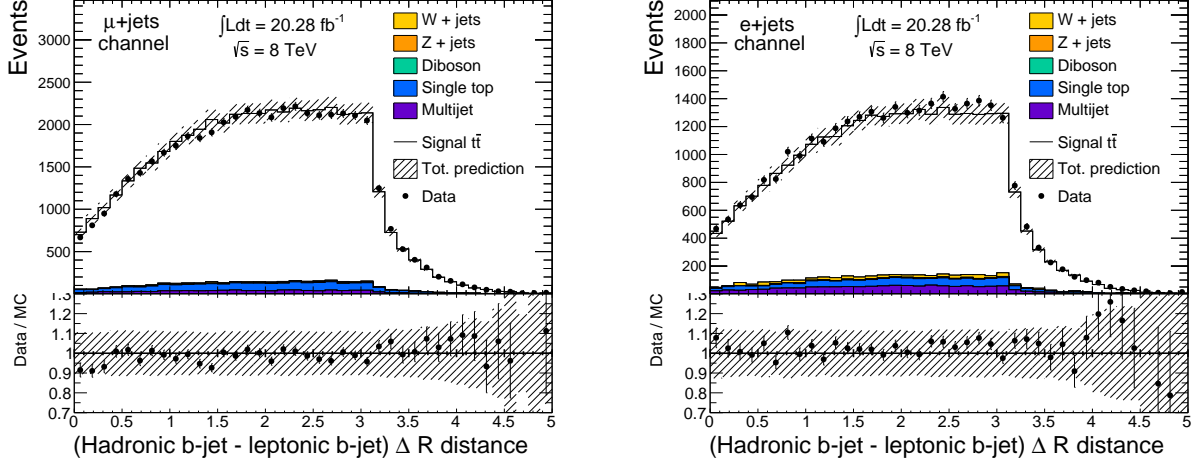 Events
3500
3000
2500
2000
1500
1000
500
μ+jets
channel
∫Ldt = 20.28 fb⁻¹
√s = 8 TeV
W + jets
Z + jets
Diboson
Single top
Multijet
Signal tt̄
Tot. prediction
Data
Data / MC
1.3
1.2
1.1
1
0.9
0.8
0.7
0 0.5 1 1.5 2 2.5 3 3.5 4 4.5 5
(Hadronic b-jet - leptonic b-jet) Δ R distance
Events
2000
1800
1600
1400
1200
1000
800
600
400
200
e+jets
channel
∫Ldt = 20.28 fb⁻¹
√s = 8 TeV
W + jets
Z + jets
Diboson
Single top
Multijet
Signal tt̄
Tot. prediction
Data
Data / MC
1.3
1.2
1.1
1
0.9
0.8
0.7
0 0.5 1 1.5 2 2.5 3 3.5 4 4.5 5
(Hadronic b-jet - leptonic b-jet) Δ R distance